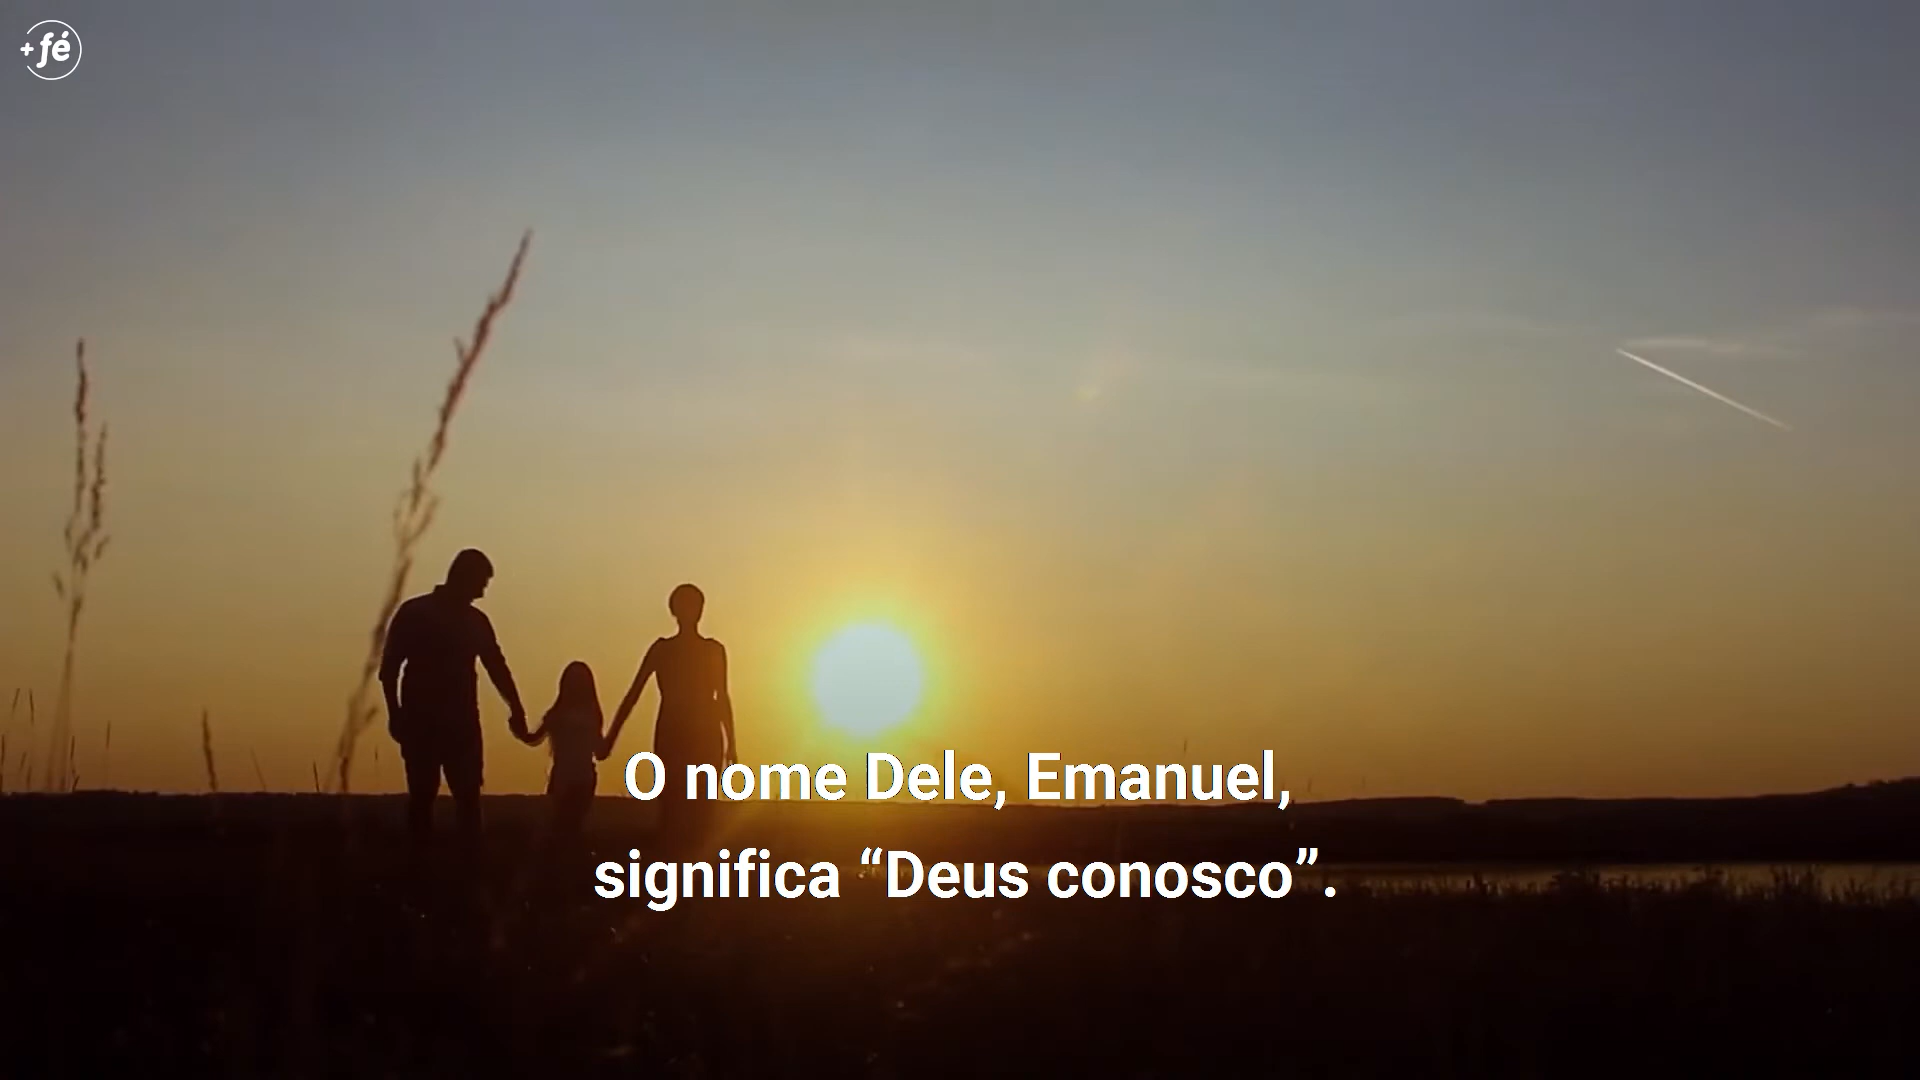 +fé
O nome Dele, Emanuel,
significa “Deus conosco”.